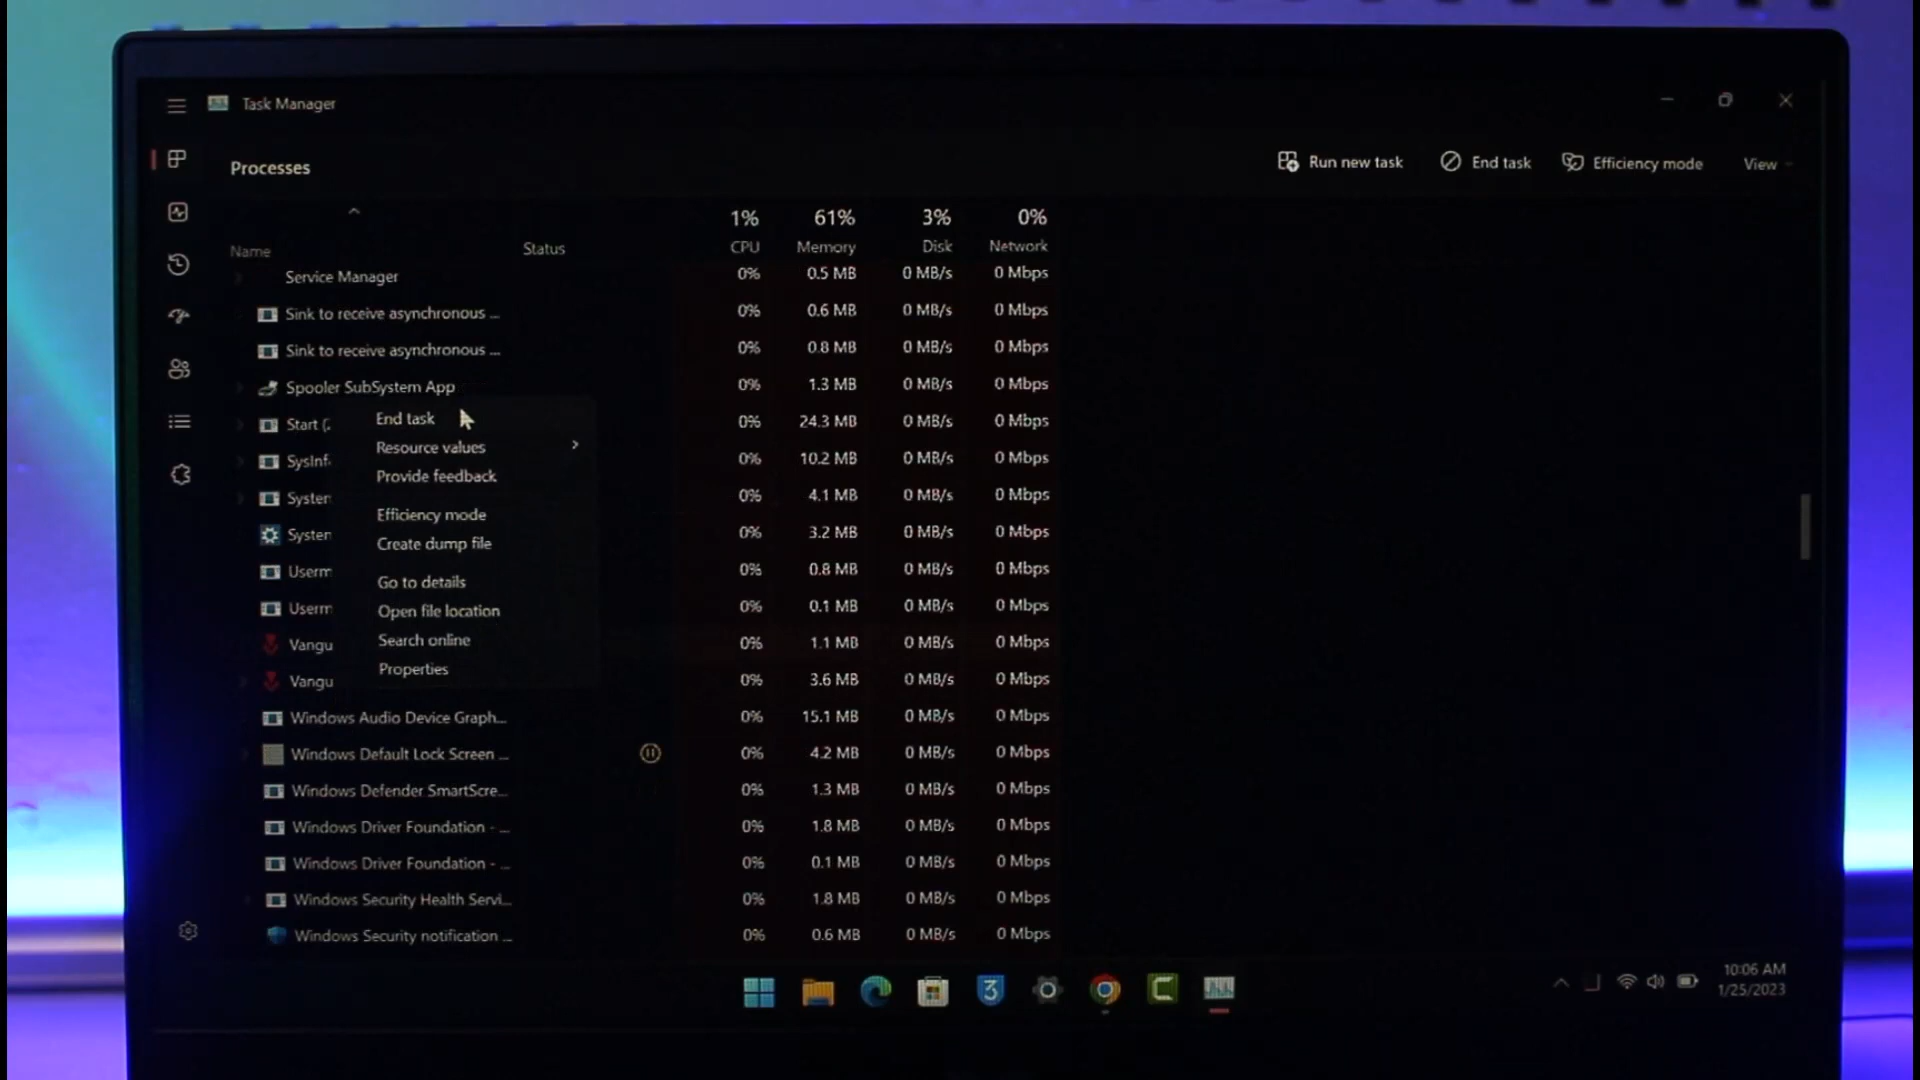 Task Manager
Processes
Run new task
End task
Efficiency mode
View
1% 61% 3% 0%
Name Status CPU Memory Disk Network
Service Manager 0% 0.5 MB 0 MB/s 0 Mbps
Sink to receive asynchronous ... 0% 0.6 MB 0 MB/s 0 Mbps
Sink to receive asynchronous ... 0% 0.8 MB 0 MB/s 0 Mbps
Spooler SubSystem App 0% 1.3 MB 0 MB/s 0 Mbps
Start (2 0% 24.3 MB 0 MB/s 0 Mbps
SysInf 0% 10.2 MB 0 MB/s 0 Mbps
System 0% 4.1 MB 0 MB/s 0 Mbps
System 0% 3.2 MB 0 MB/s 0 Mbps
Userm 0% 0.8 MB 0 MB/s 0 Mbps
Userm 0% 0.1 MB 0 MB/s 0 Mbps
Vangu 0% 1.1 MB 0 MB/s 0 Mbps
Vangu 0% 3.6 MB 0 MB/s 0 Mbps
Windows Audio Device Graph... 0% 15.1 MB 0 MB/s 0 Mbps
Windows Default Lock Screen ... 0% 4.2 MB 0 MB/s 0 Mbps
Windows Defender SmartScre... 0% 1.3 MB 0 MB/s 0 Mbps
Windows Driver Foundation - ... 0% 1.8 MB 0 MB/s 0 Mbps
Windows Driver Foundation - ... 0% 0.1 MB 0 MB/s 0 Mbps
Windows Security Health Servi... 0% 1.8 MB 0 MB/s 0 Mbps
Windows Security notification ... 0% 0.6 MB 0 MB/s 0 Mbps
End task
Resource values
Provide feedback
Efficiency mode
Create dump file
Go to details
Open file location
Search online
Properties
3
10:06 AM
1/25/2023